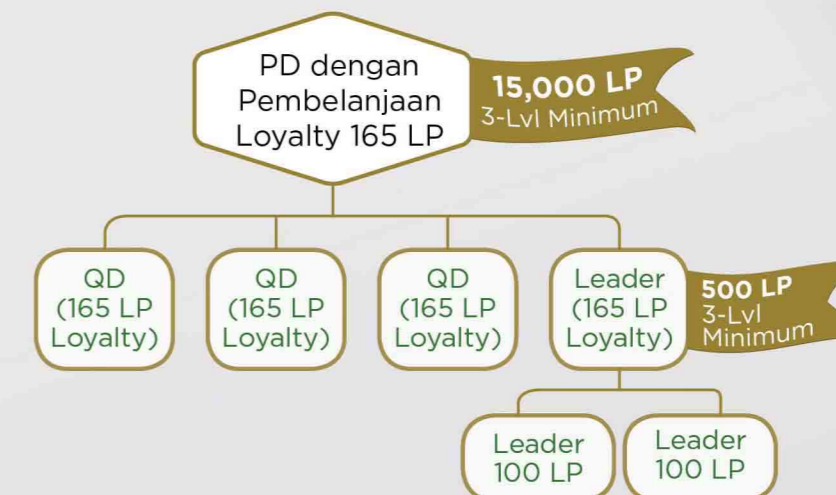 PD dengan
Pembelanjaan
Loyalty 165 LP
15,000 LP
3-Lvl Minimum
QD
(165 LP
Loyalty)
QD
(165 LP
Loyalty)
QD
(165 LP
Loyalty)
Leader
(165 LP
Loyalty)
500 LP
3-Lvl
Minimum
Leader
100 LP
Leader
100 LP